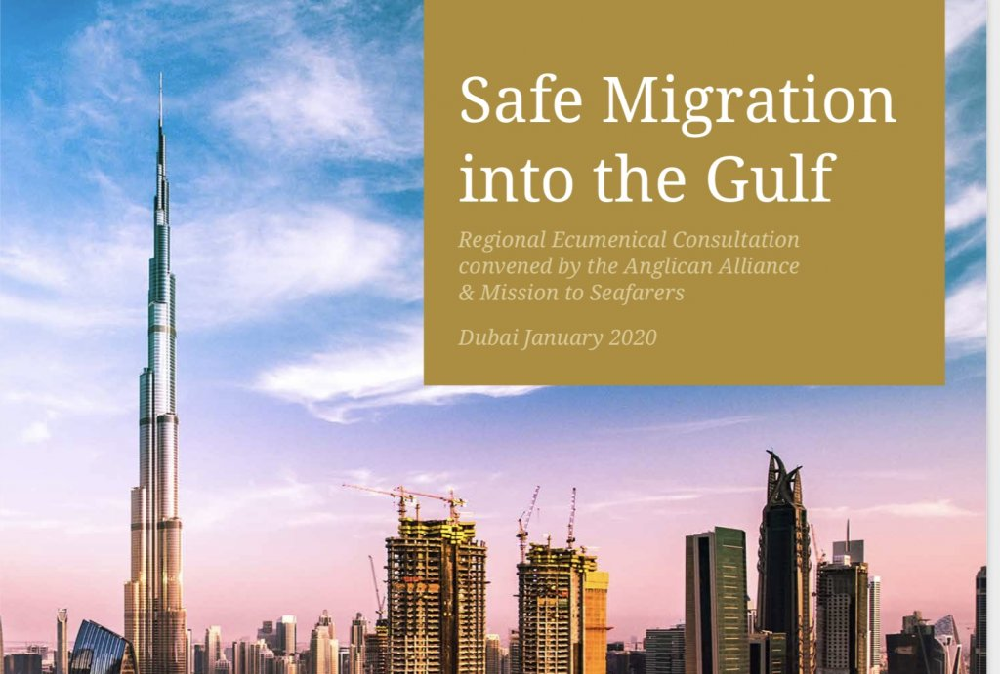 Safe Migration
into the Gulf
Regional Ecumenical Consultation
convened by the Anglican Alliance
& Mission to Seafarers
Dubai January 2020